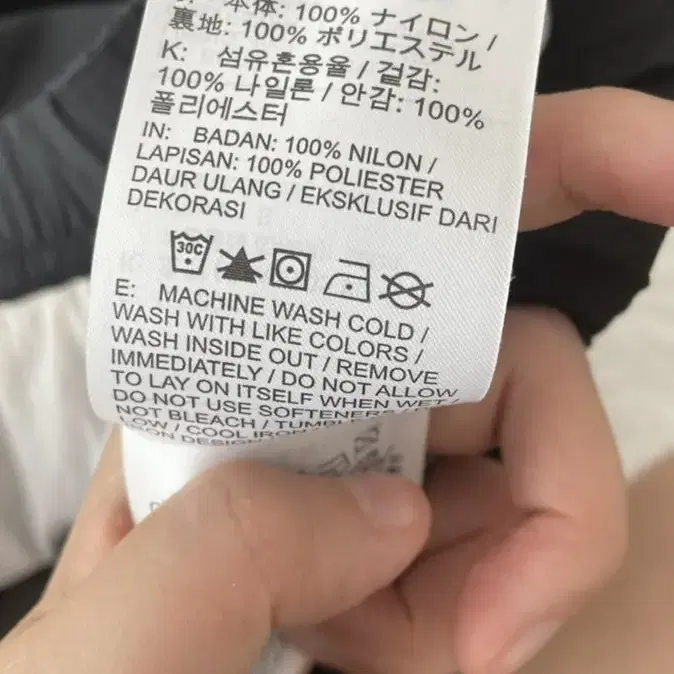 本体: 100% ナイロン /
裏地: 100% ポリエステル
K: 섬유혼용율 / 겉감:
100% 나일론 / 안감: 100%
폴리에스터
IN: BADAN: 100% NILON /
LAPISAN: 100% POLIESTER
DAUR ULANG / EKSKLUSIF DARI
DEKORASI
30C
E: MACHINE WASH COLD /
WASH WITH LIKE COLORS /
WASH INSIDE OUT / REMOVE
IMMEDIATELY / DO NOT ALLOW
TO LAY ON ITSELF WHEN WET /
DO NOT USE SOFTENERS
NOT BLEACH / TUMBLE
LOW / COOL IRON
IRON DESIGN